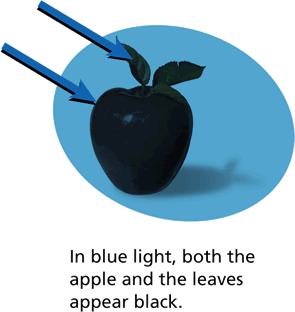 In blue light, both the
apple and the leaves
appear black.